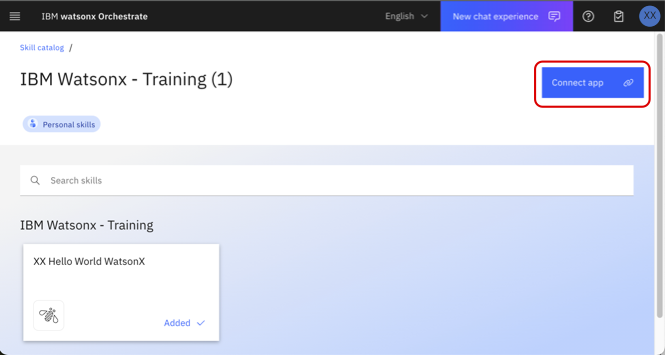 IBM watsonx Orchestrate
English
New chat experience
XX
Skill catalog /
IBM Watsonx - Training (1)
Connect app
Personal skills
Search skills
IBM Watsonx - Training
XX Hello World WatsonX
Added